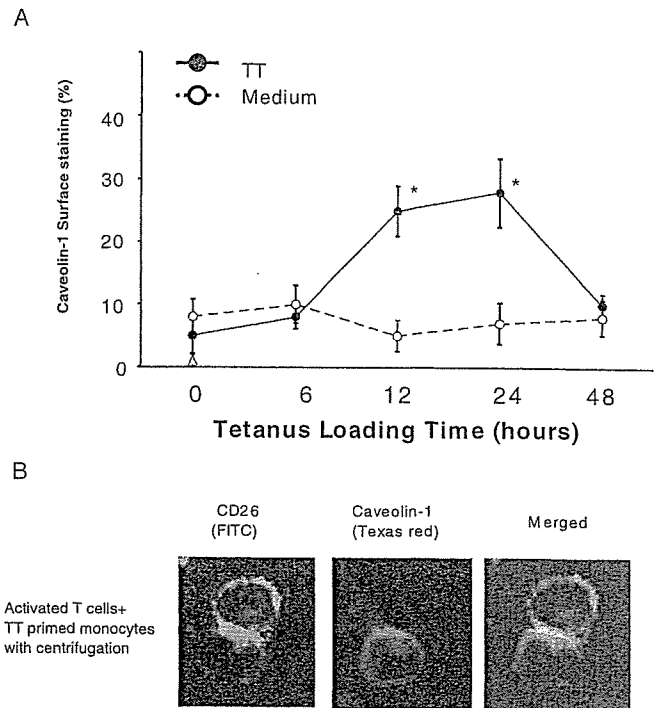 A
TT
Medium
Caveolin-1 Surface staining (%)
40
30
20
10
0
*
*
0 6 12 24 48
Tetanus Loading Time (hours)
B
CD26
(FITC)
Caveolin-1
(Texas red)
Merged
Activated T cells+
TT primed monocytes
with centrifugation